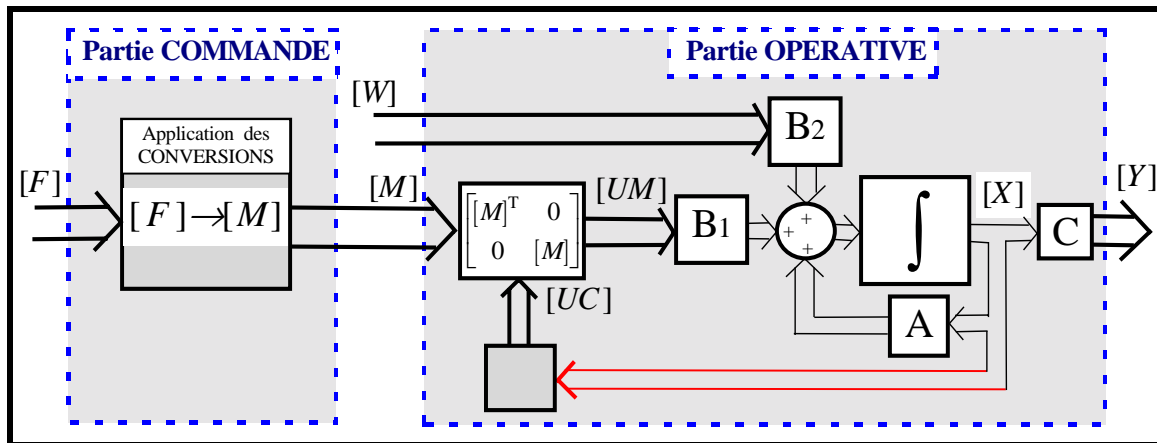 Partie COMMANDE
Partie OPERATIVE
[W]
B2
Application des
CONVERSIONS
[F]
[F]→[M]
[M]
[M]ᵀ 0
0 [M]
[UM]
B1
+
+
+
∫
[X]
C
[Y]
[UC]
A